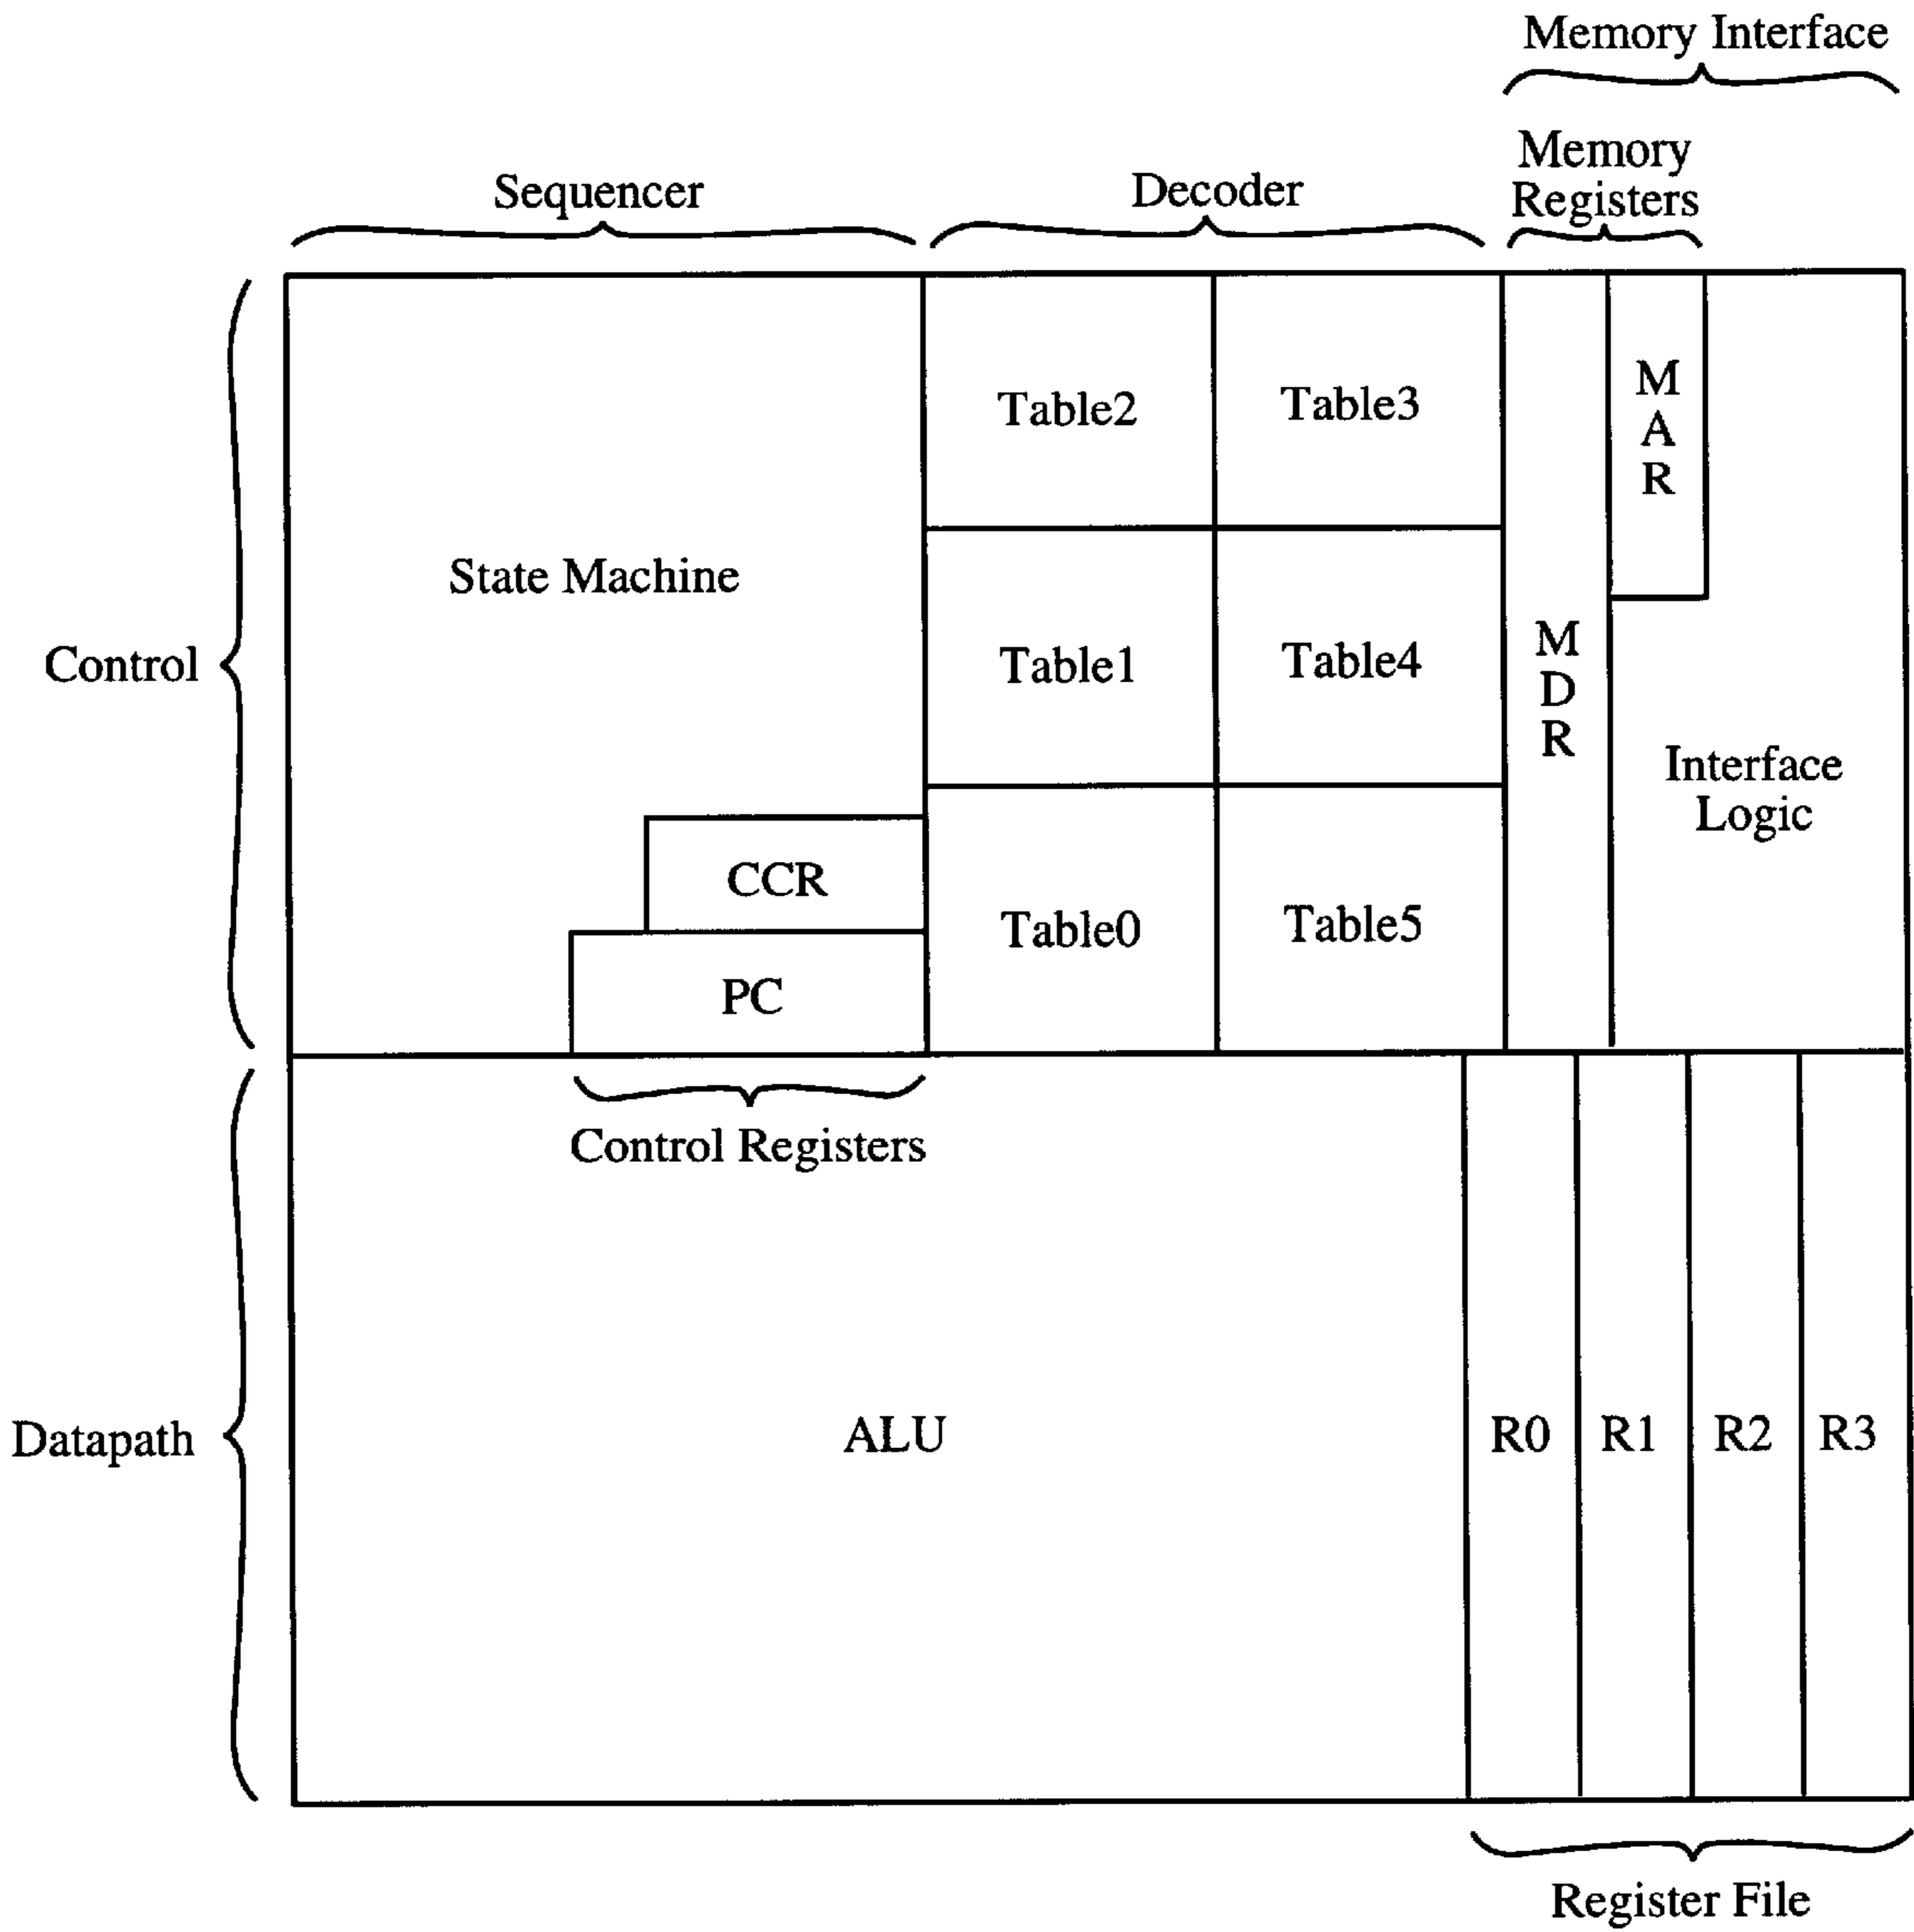 Memory Interface
Memory
Registers
Sequencer
Decoder
Table2
Table3
M
A
R
State Machine
Control
Table1
Table4
M
D
R
Interface
Logic
CCR
Table0
Table5
PC
Control Registers
Datapath
ALU
R0
R1
R2
R3
Register File